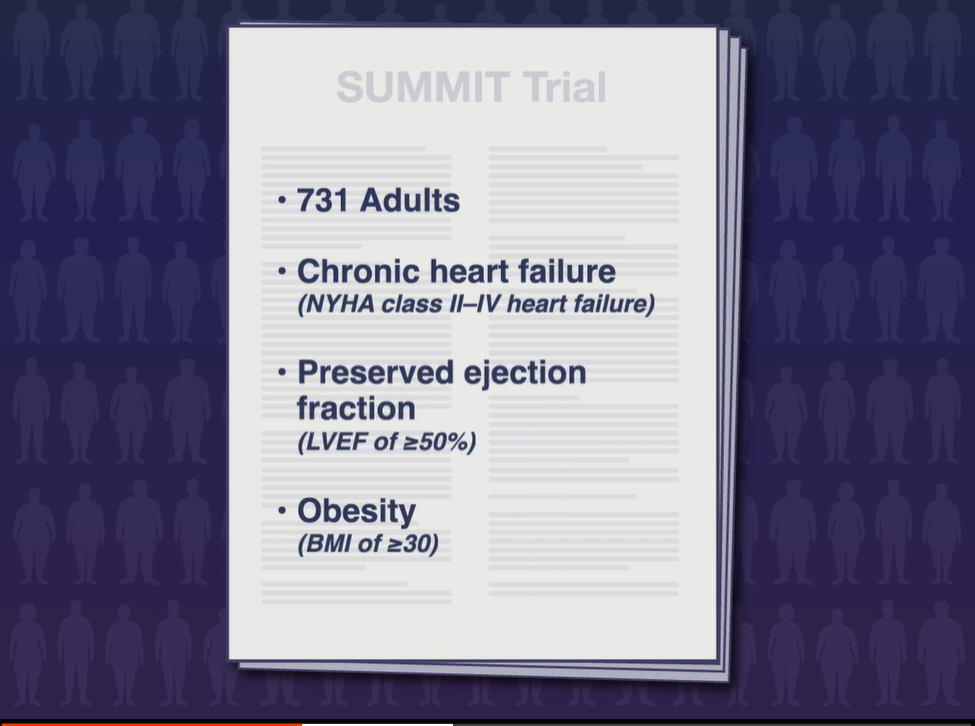 SUMMIT Trial
• 731 Adults
• Chronic heart failure
(NYHA class II–IV heart failure)
• Preserved ejection
fraction
(LVEF of ≥50%)
• Obesity
(BMI of ≥30)